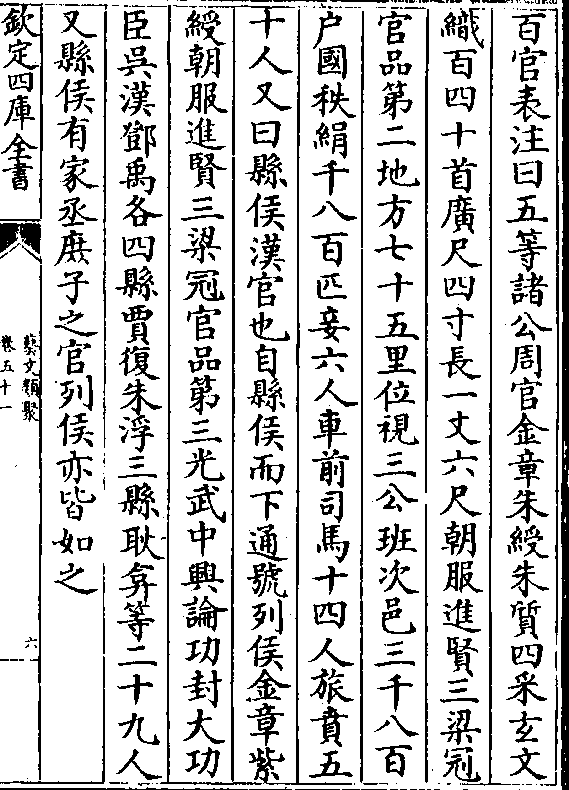 百官表注曰五等諸公周官金章朱綬朱質四采玄文
織百四十首廣尺四寸長一丈六尺朝服進賢三梁冠
官品第二地方七十五里位視三公班次邑三千八百
户國秩絹千八百匹妾六人車前司馬十四人旅賁五
十人又曰縣侯漢官也自縣侯而下通號列侯金章紫
綬朝服進賢三梁冠官品第三光武中興論功封大功
臣吳漢鄧禹各四縣賈復朱浮三縣耿弇等二十九人
又縣侯有家丞庶子之官列侯亦皆如之
欽定四庫全書
藝文類聚
卷五十一
六